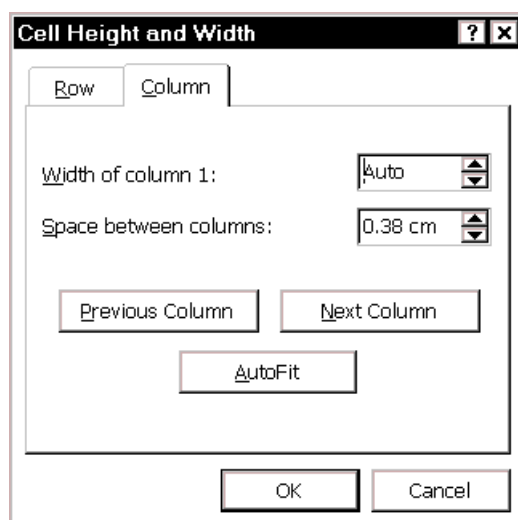 Cell Height and Width
Row Column
Width of column 1: Auto
Space between columns: 0.38 cm
Previous Column Next Column
AutoFit
OK Cancel